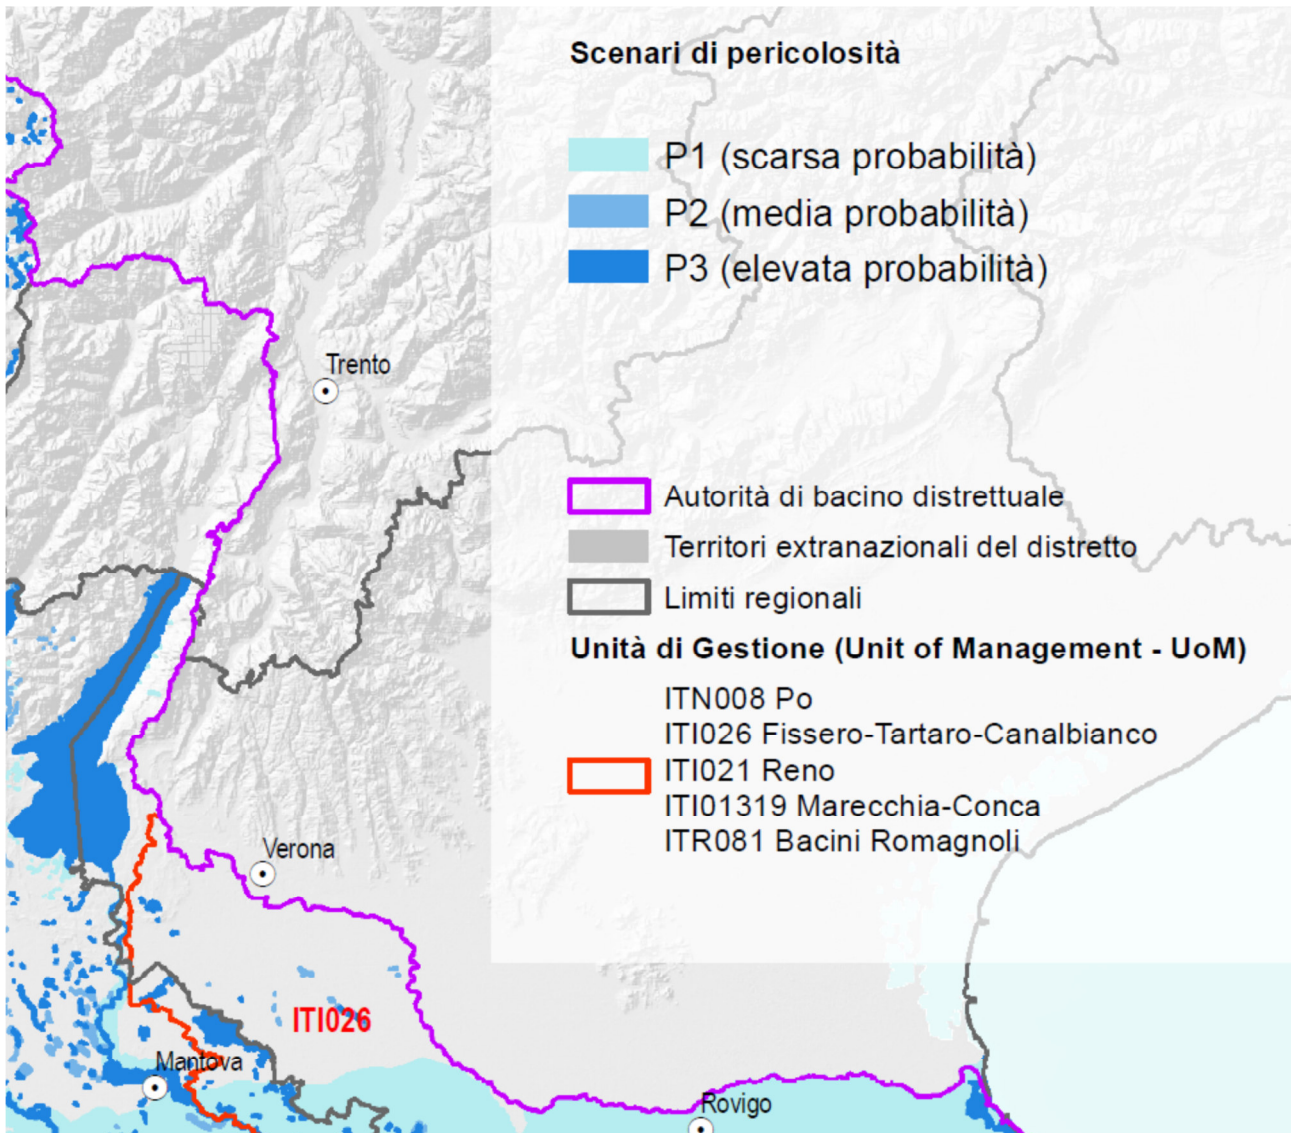 Scenari di pericolosità
P1 (scarsa probabilità)
P2 (media probabilità)
P3 (elevata probabilità)
Trento
Autorità di bacino distrettuale
Territori extranazionali del distretto
Limiti regionali
Unità di Gestione (Unit of Management - UoM)
ITN008 Po
ITI026 Fissero-Tartaro-Canalbianco
ITI021 Reno
ITI01319 Marecchia-Conca
ITR081 Bacini Romagnoli
Verona
ITI026
Mantova
Rovigo